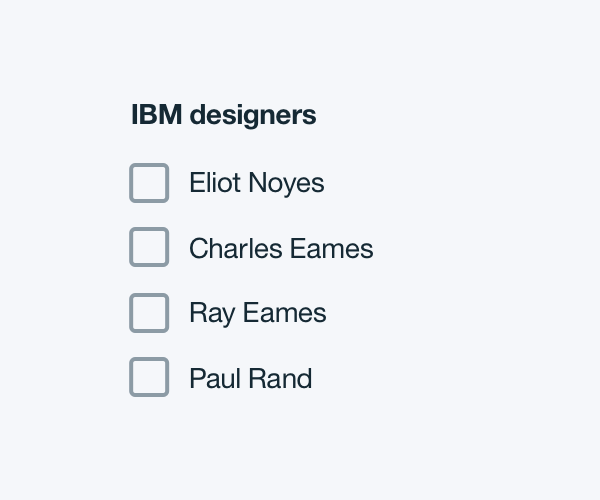 IBM designers
Eliot Noyes
Charles Eames
Ray Eames
Paul Rand